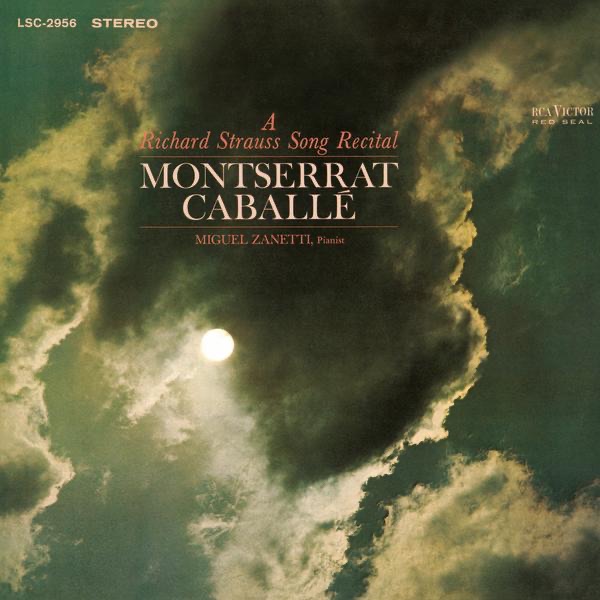 LSC-2956 STEREO
RCA VICTOR
RED SEAL
A
Richard Strauss Song Recital
MONTSERRAT
CABALLÉ
MIGUEL ZANETTI, Pianist